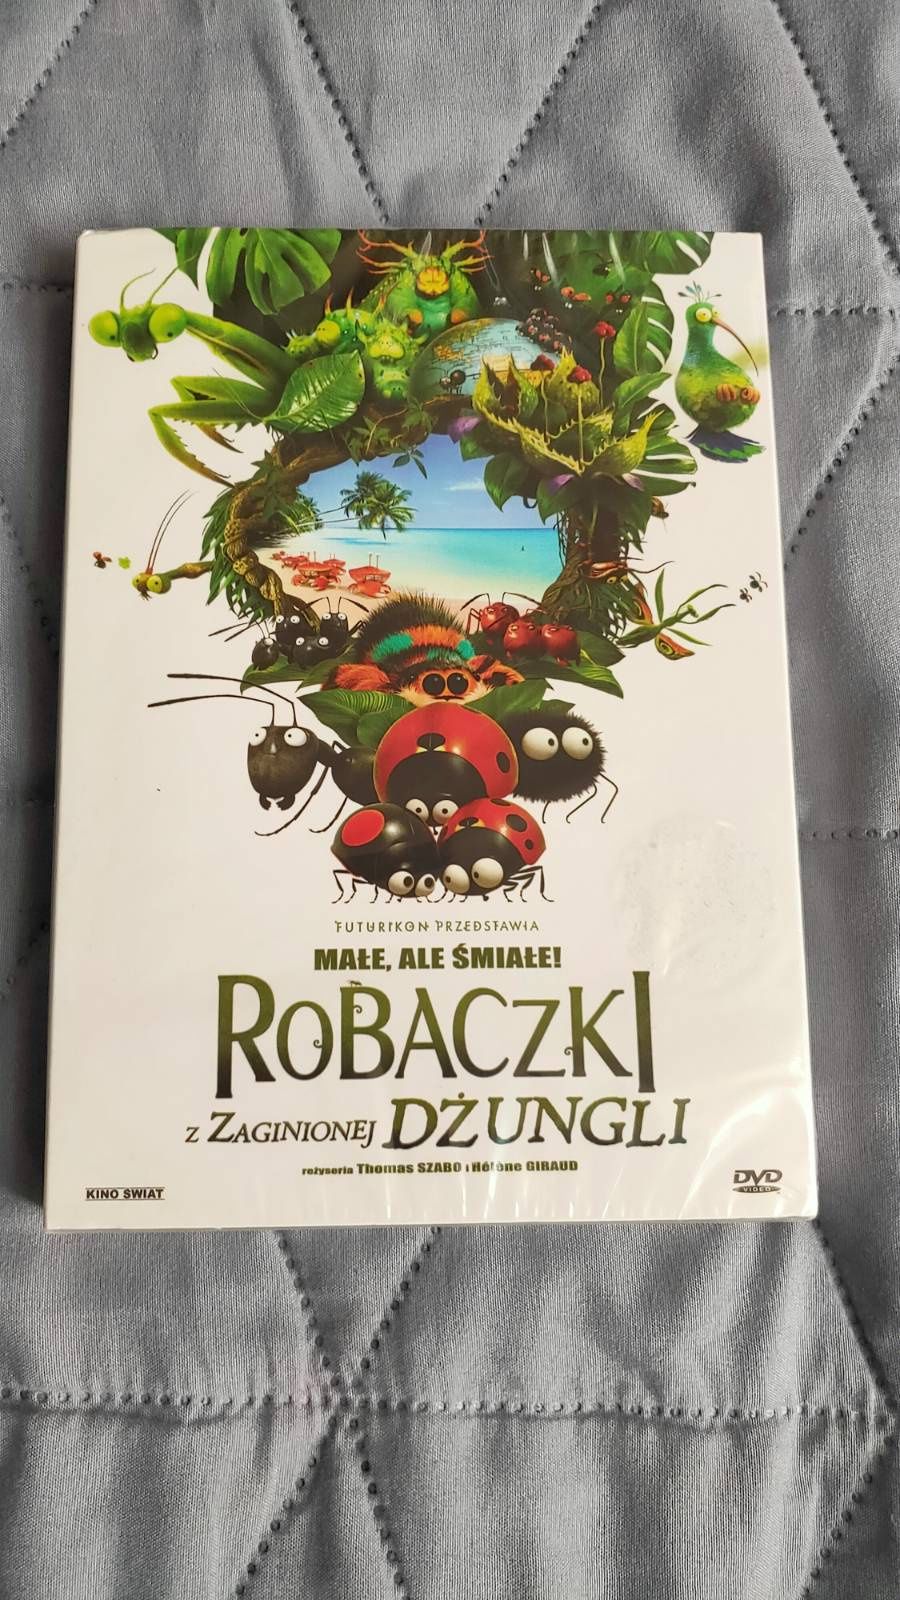 FUTURIKON PRZEDSTAWIA
MAŁE, ALE ŚMIAŁE!
ROBACZKI
Z ZAGINIONEJ DŻUNGLI
reżyseria Thomas SZABO i Hélène GIRAUD
KINO ŚWIAT
DVD
VIDEO